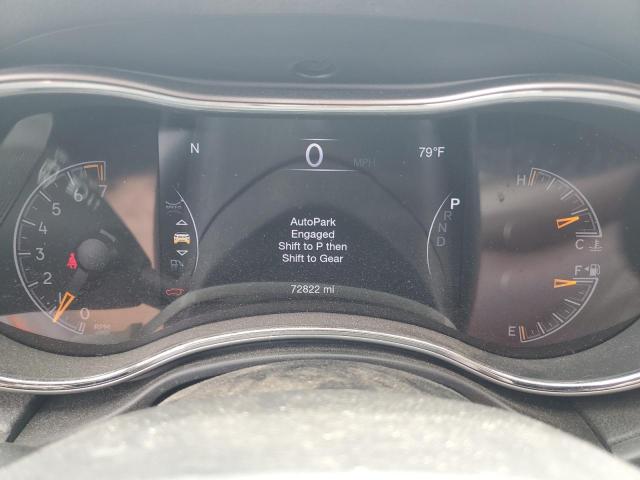 N
0 MPH
79°F
7
6
5
4
3
2
1
0
RPM
P
R
N
D
AutoPark
Engaged
Shift to P then
Shift to Gear
72822 mi
H
C
F
E